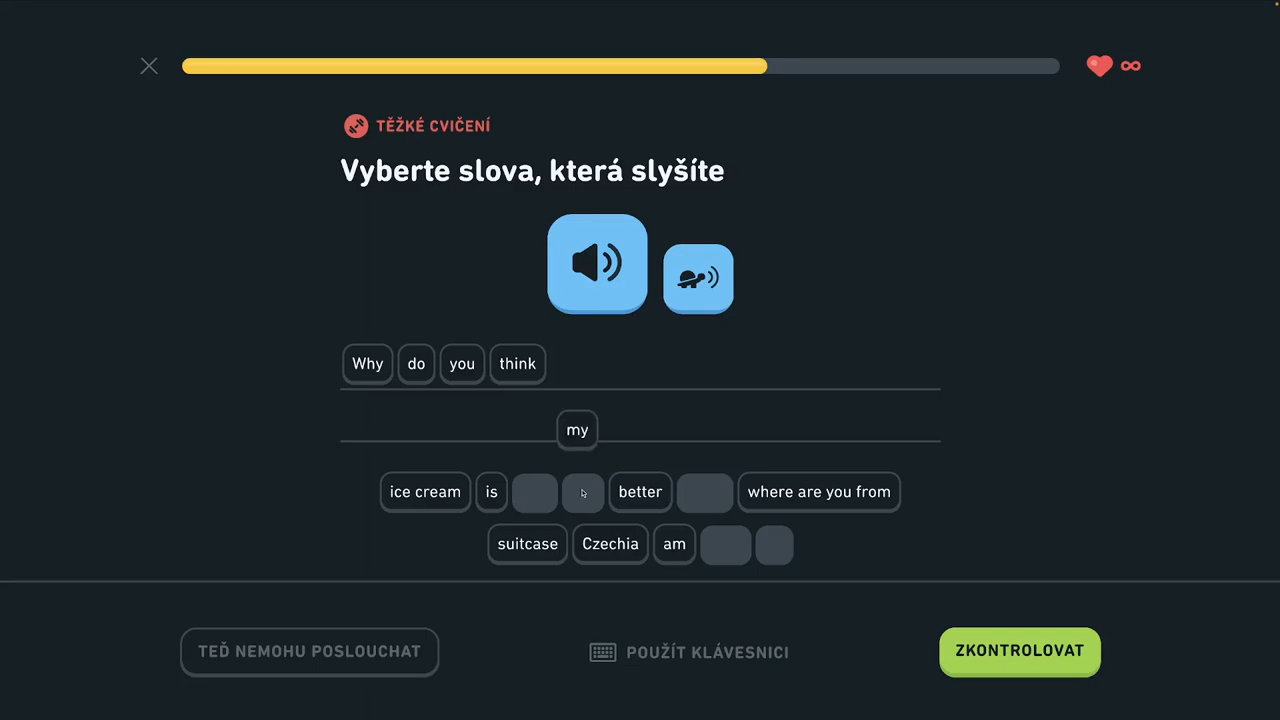 TĚŽKÉ CVIČENÍ
Vyberte slova, která slyšíte
Why do you think
my
ice cream is better where are you from
suitcase Czechia am
TEĎ NEMOHU POSLOUCHAT POUŽÍT KLÁVESNICI ZKONTROLOVAT